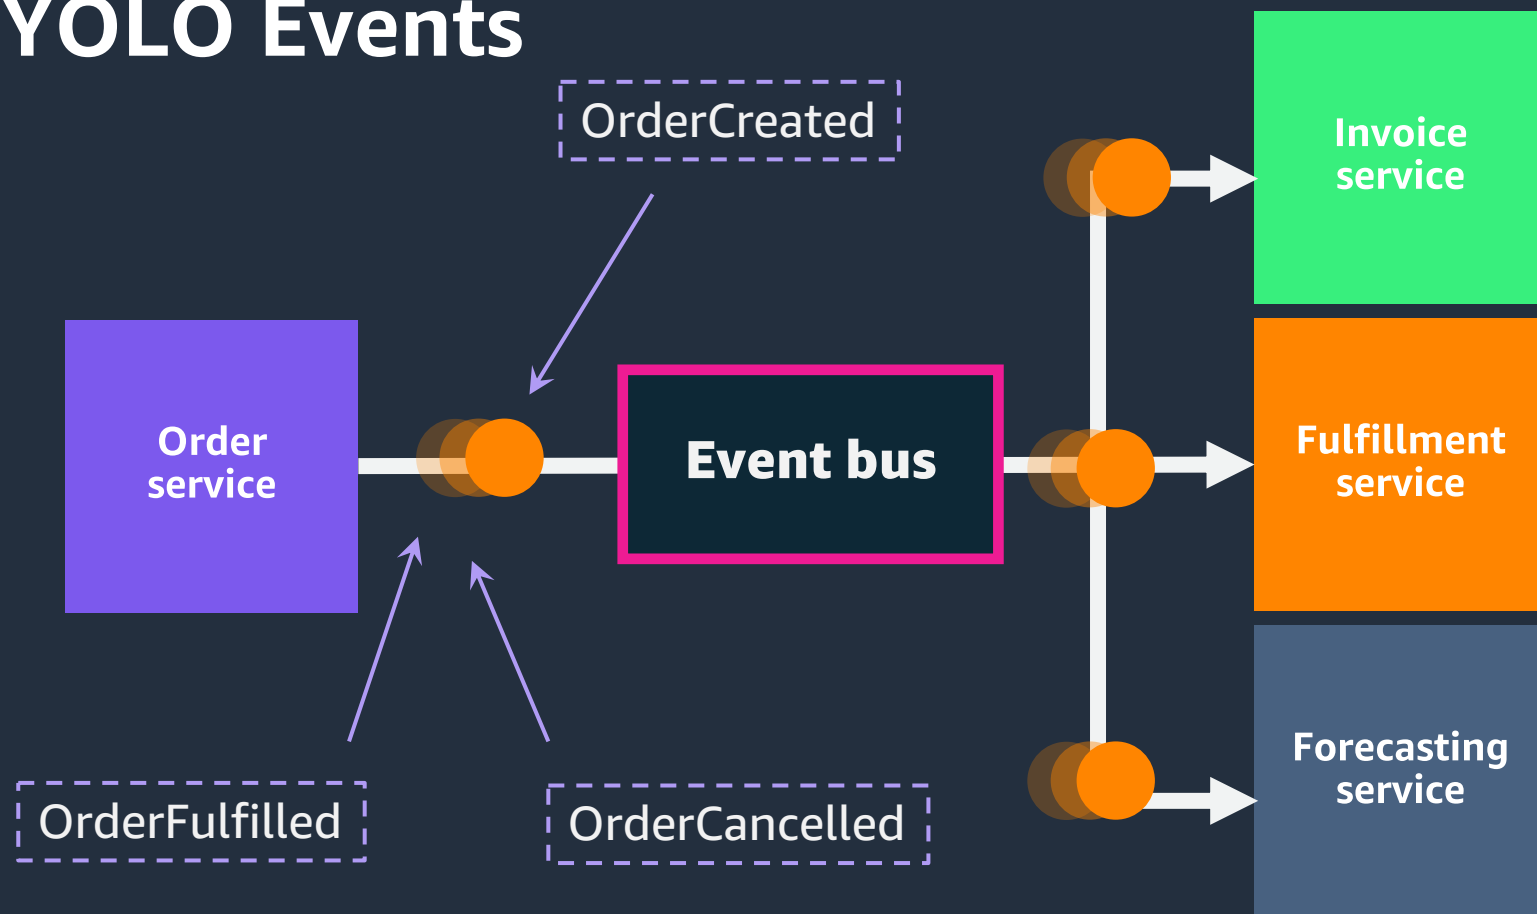 YOLO Events
OrderCreated
Invoice
service
Order
service
Event bus
Fulfillment
service
Forecasting
service
OrderFulfilled
OrderCancelled